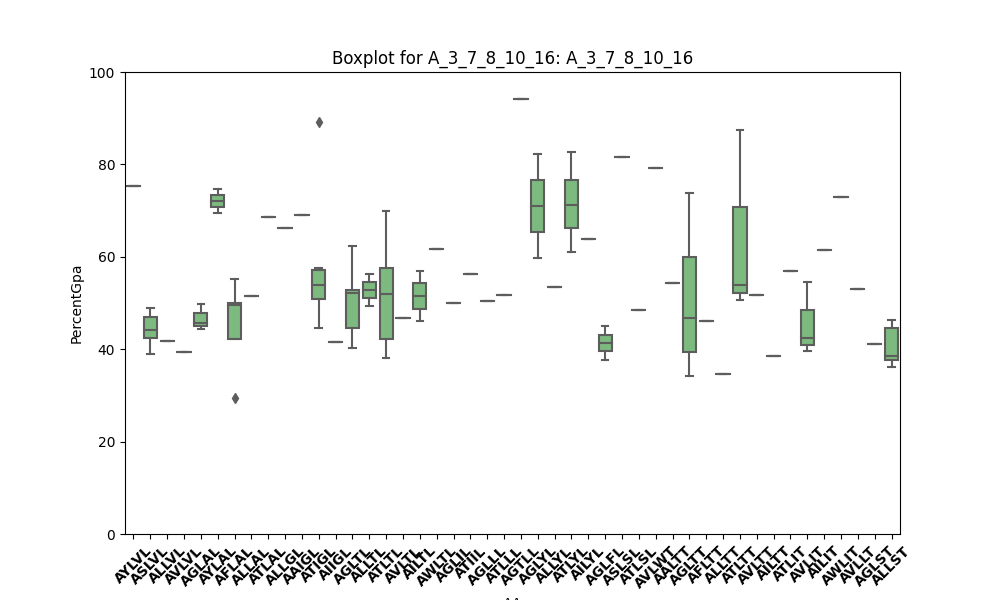 Boxplot for A_3_7_8_10_16: A_3_7_8_10_16
PercentGpa
100
80
60
40
20
0
AYLVL
ASLVL
ALLVL
AVLVL
AGLAL
AYLAL
AFLAL
ALLAL
ATLAL
ALLGL
AAIGL
ATIGL
AIIGL
AGLTL
ALLTL
ATLTL
AVLTL
AILTL
AWLTL
AGLIL
ATIIL
AGLLL
ATLLL
AGTLL
AGLYL
ALLYL
ATLYL
AILYL
AGLFL
ASLSL
ATLSL
AVLWT
AALTT
AGLTT
AFLTT
ALLTT
ATLTT
AVLTT
AILTT
ATLIT
AVLIT
AILIT
AWLIT
AVLLT
AGLST
ALLST